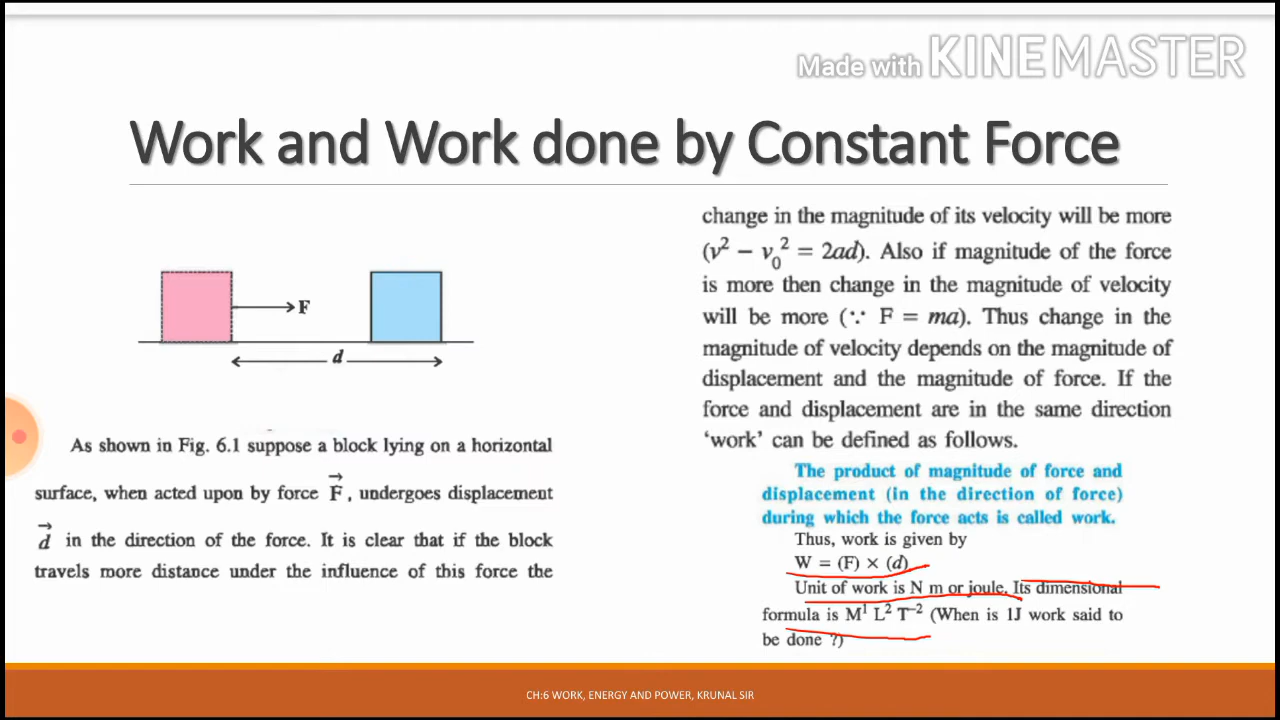 Made with KINEMASTER
Work and Work done by Constant Force
F
d
As shown in Fig. 6.1 suppose a block lying on a horizontal
surface, when acted upon by force F⃗, undergoes displacement
d⃗ in the direction of the force. It is clear that if the block
travels more distance under the influence of this force the
change in the magnitude of its velocity will be more
(v² − v₀² = 2ad). Also if magnitude of the force
is more then change in the magnitude of velocity
will be more (∵ F = ma). Thus change in the
magnitude of velocity depends on the magnitude of
displacement and the magnitude of force. If the
force and displacement are in the same direction
‘work’ can be defined as follows.
The product of magnitude of force and
displacement (in the direction of force)
during which the force acts is called work.
Thus, work is given by
W = (F) × (d)
Unit of work is N m or joule. Its dimensional
formula is M¹ L² T⁻² (When is 1J work said to
be done ?)
CH:6 WORK, ENERGY AND POWER, KRUNAL SIR